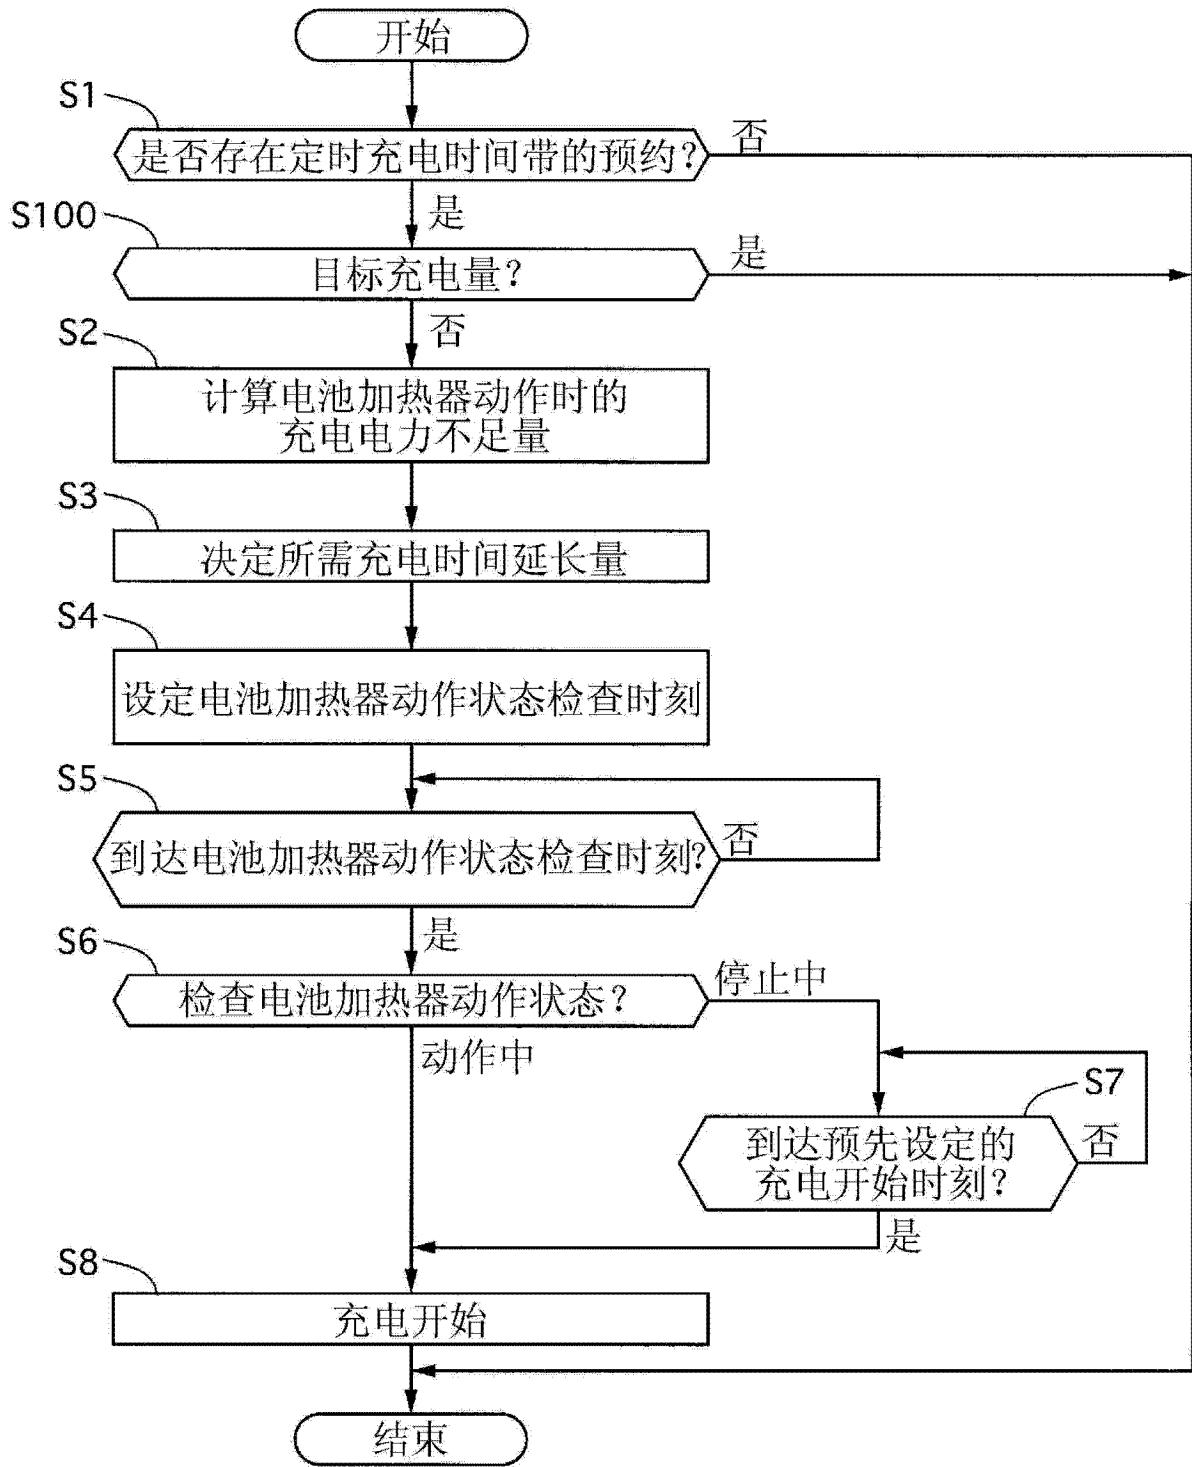 开始
S1
是否存在定时充电时间带的预约?
否
是
S100
目标充电量?
是
否
S2
计算电池加热器动作时的
充电电力不足量
S3
决定所需充电时间延长量
S4
设定电池加热器动作状态检查时刻
S5
到达电池加热器动作状态检查时刻?
否
是
S6
检查电池加热器动作状态?
停止中
动作中
S7
到达预先设定的
充电开始时刻?
否
是
S8
充电开始
结束